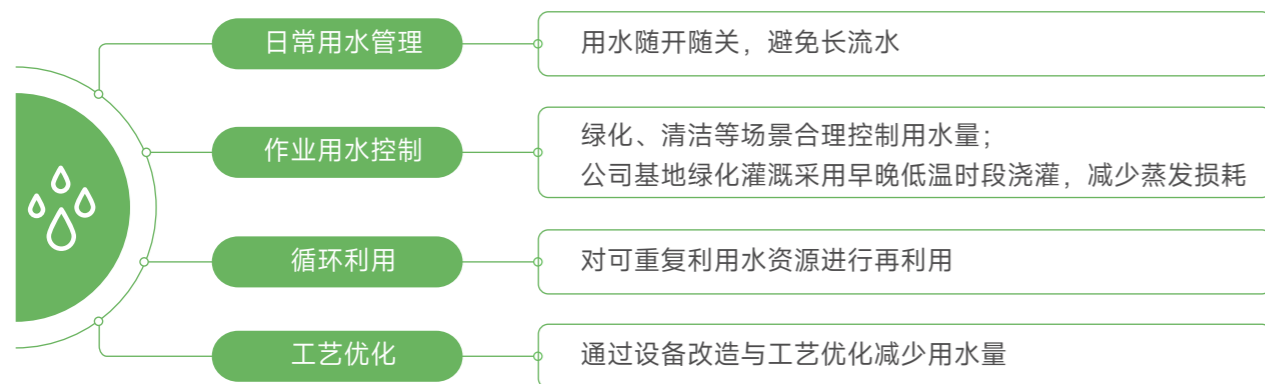 日常用水管理
用水随开随关，避免长流水
作业用水控制
绿化、清洁等场景合理控制用水量；
公司基地绿化灌溉采用早晚低温时段浇灌，减少蒸发损耗
循环利用
对可重复利用水资源进行再利用
工艺优化
通过设备改造与工艺优化减少用水量